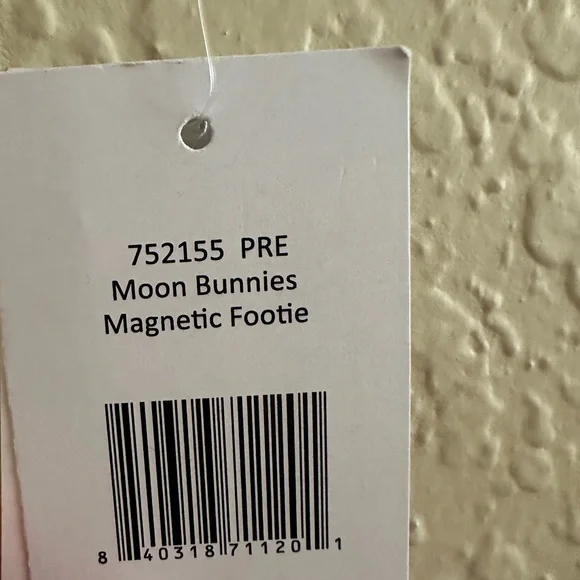 752155 PRE
Moon Bunnies
Magnetic Footie
8 40318 71120 1